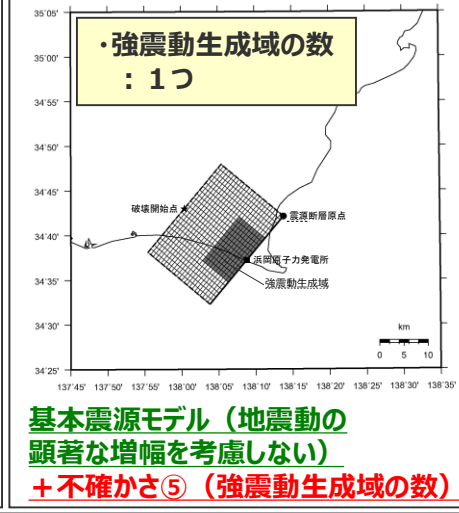 ・強震動生成域の数
：１つ
35˚05'
35˚00'
34˚55'
34˚50'
34˚45'
34˚40'
34˚35'
34˚30'
34˚25'
破壊開始点
震源断層原点
浜岡原子力発電所
強震動生成域
km
0 5 10
137˚45' 137˚50' 137˚55' 138˚00' 138˚05' 138˚10' 138˚15' 138˚20' 138˚25' 138˚30' 138˚35'
基本震源モデル（地震動の
顕著な増幅を考慮しない）
＋不確かさ⑤（強震動生成域の数）